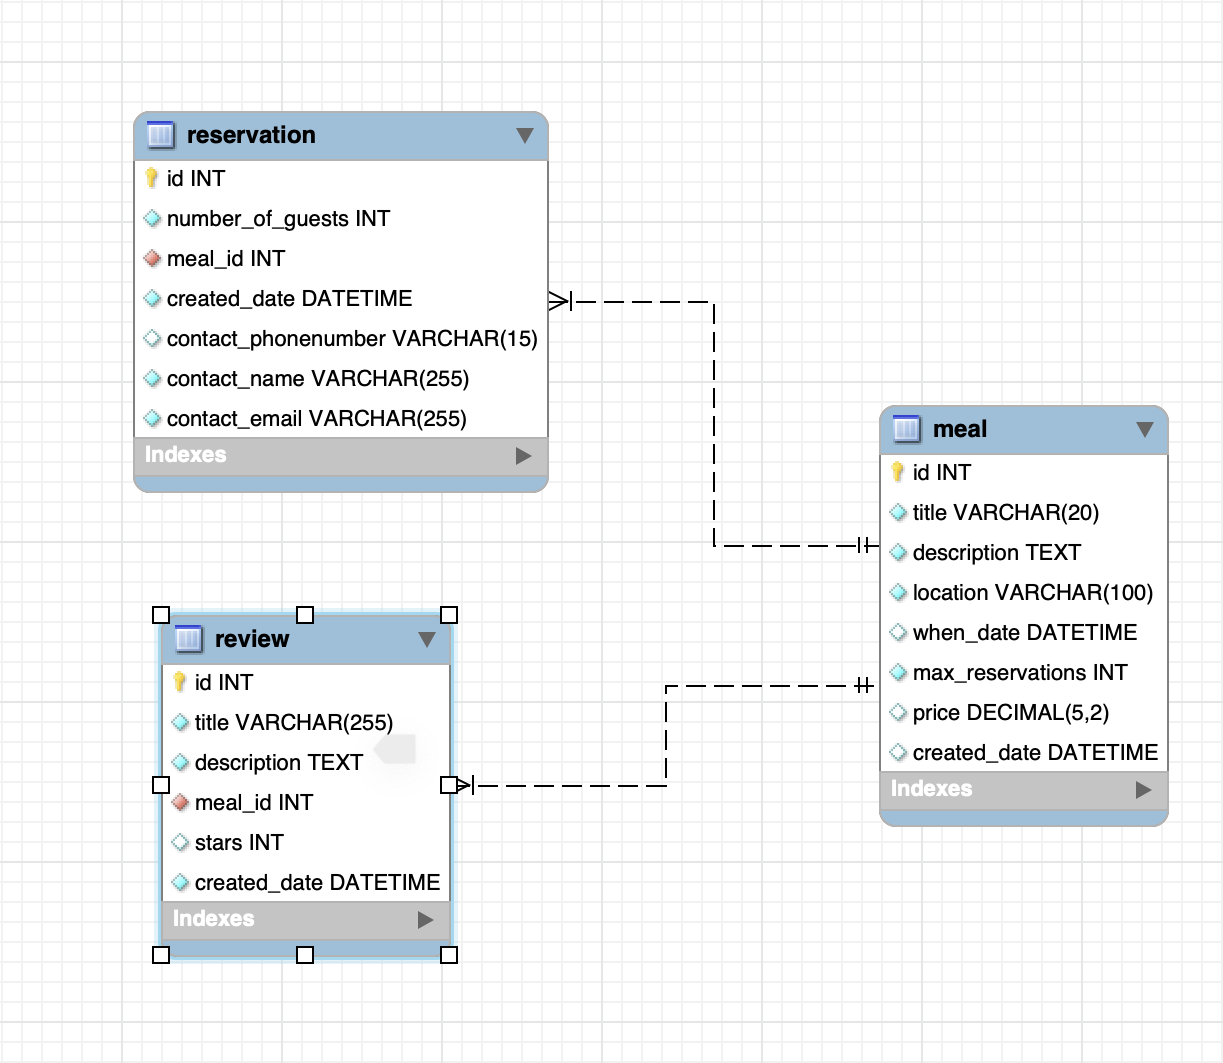 reservation
id INT
number_of_guests INT
meal_id INT
created_date DATETIME
contact_phonenumber VARCHAR(15)
contact_name VARCHAR(255)
contact_email VARCHAR(255)
Indexes
meal
id INT
title VARCHAR(20)
description TEXT
location VARCHAR(100)
when_date DATETIME
max_reservations INT
price DECIMAL(5,2)
created_date DATETIME
Indexes
review
id INT
title VARCHAR(255)
description TEXT
meal_id INT
stars INT
created_date DATETIME
Indexes